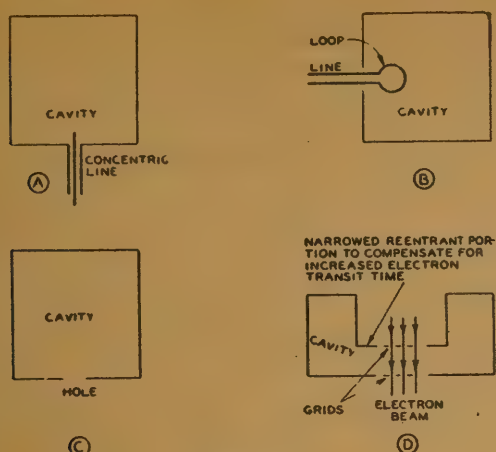 CAVITY
CONCENTRIC
LINE
A
LOOP
LINE
CAVITY
B
CAVITY
HOLE
C
NARROWED REENTRANT POR-
TION TO COMPENSATE FOR
INCREASED ELECTRON
TRANSIT TIME
CAVITY
GRIDS
ELECTRON
BEAM
D